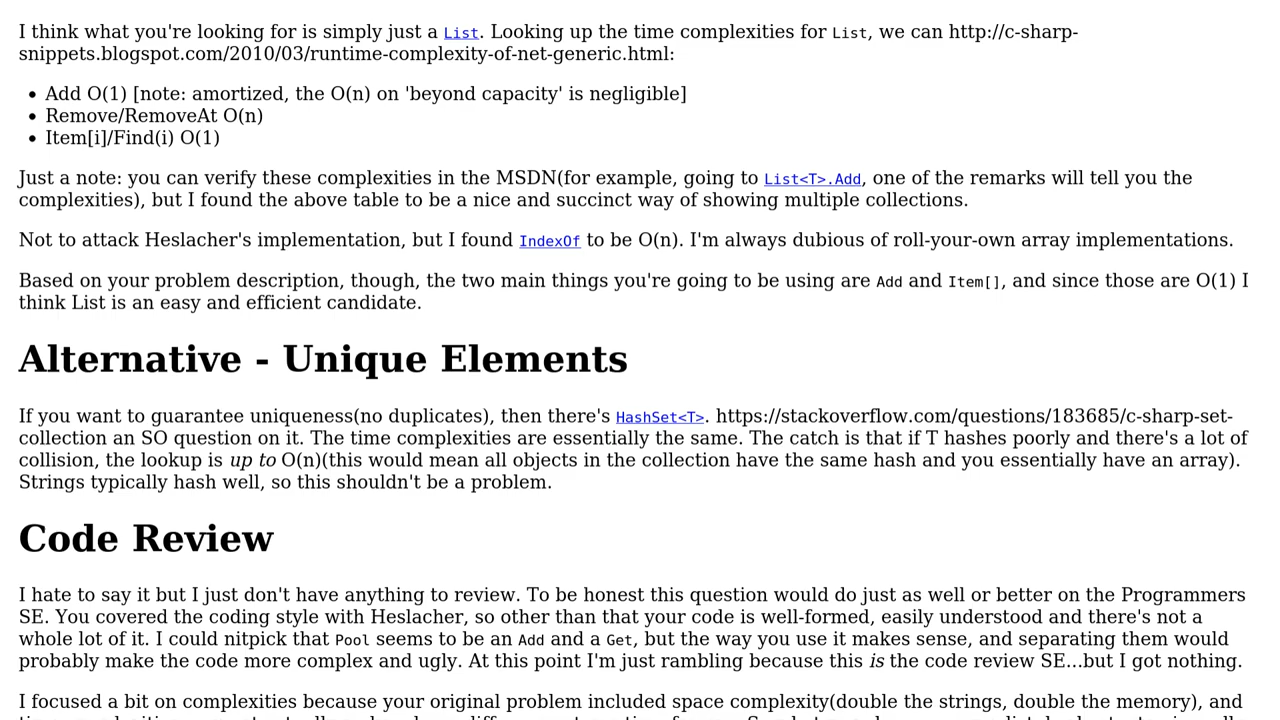 I think what you're looking for is simply just a List. Looking up the time complexities for List, we can http://c-sharp-
snippets.blogspot.com/2010/03/runtime-complexity-of-net-generic.html:
• Add O(1) [note: amortized, the O(n) on 'beyond capacity' is negligible]
• Remove/RemoveAt O(n)
• Item[i]/Find(i) O(1)
Just a note: you can verify these complexities in the MSDN(for example, going to List<T>.Add, one of the remarks will tell you the
complexities), but I found the above table to be a nice and succinct way of showing multiple collections.
Not to attack Heslacher's implementation, but I found IndexOf to be O(n). I'm always dubious of roll-your-own array implementations.
Based on your problem description, though, the two main things you're going to be using are Add and Item[], and since those are O(1) I
think List is an easy and efficient candidate.
Alternative - Unique Elements
If you want to guarantee uniqueness(no duplicates), then there's HashSet<T>. https://stackoverflow.com/questions/183685/c-sharp-set-
collection an SO question on it. The time complexities are essentially the same. The catch is that if T hashes poorly and there's a lot of
collision, the lookup is up to O(n)(this would mean all objects in the collection have the same hash and you essentially have an array).
Strings typically hash well, so this shouldn't be a problem.
Code Review
I hate to say it but I just don't have anything to review. To be honest this question would do just as well or better on the Programmers
SE. You covered the coding style with Heslacher, so other than that your code is well-formed, easily understood and there's not a
whole lot of it. I could nitpick that Pool seems to be an Add and a Get, but the way you use it makes sense, and separating them would
probably make the code more complex and ugly. At this point I'm just rambling because this is the code review SE...but I got nothing.
I focused a bit on complexities because your original problem included space complexity(double the strings, double the memory), and